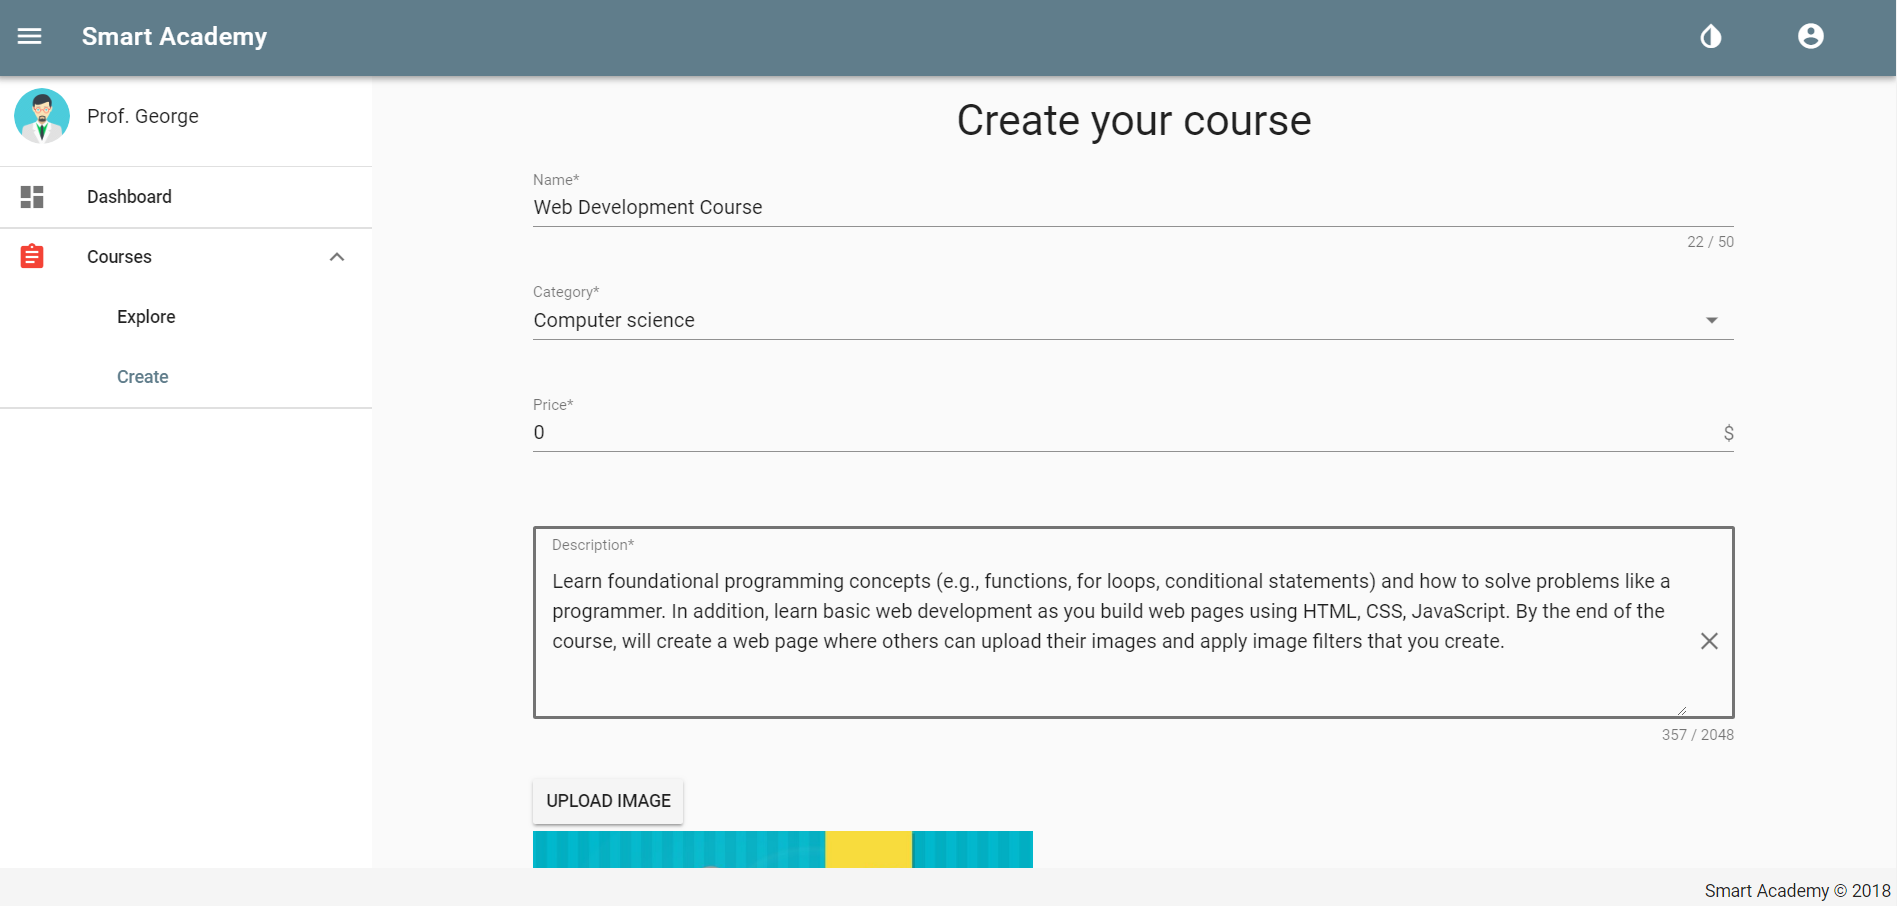 Smart Academy
Prof. George
Dashboard
Courses
Explore
Create
Create your course
Name*
Web Development Course
22 / 50
Category*
Computer science
Price*
0
$
Description*
Learn foundational programming concepts (e.g., functions, for loops, conditional statements) and how to solve problems like a
programmer. In addition, learn basic web development as you build web pages using HTML, CSS, JavaScript. By the end of the
course, will create a web page where others can upload their images and apply image filters that you create.
357 / 2048
UPLOAD IMAGE
Smart Academy © 2018